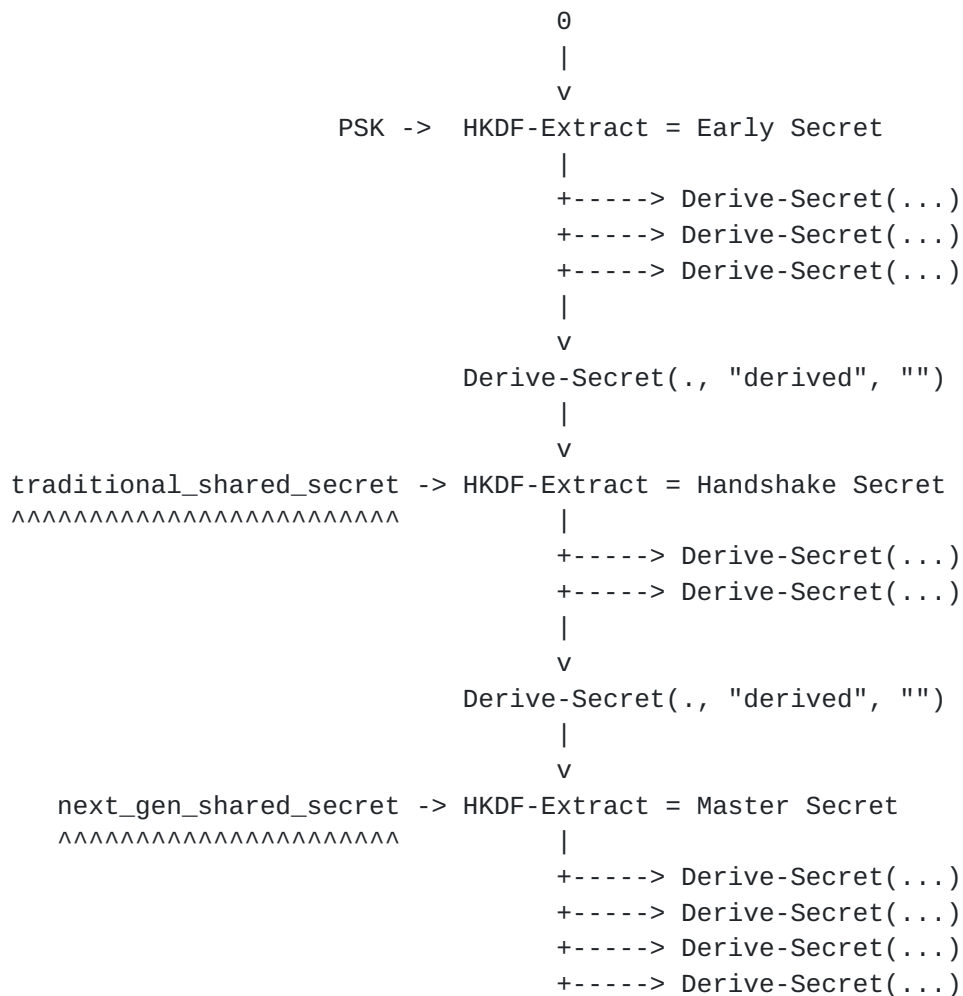 0
                                    |
                                    v
                      PSK ->  HKDF-Extract = Early Secret
                                    |
                                    +-----> Derive-Secret(...)
                                    +-----> Derive-Secret(...)
                                    +-----> Derive-Secret(...)
                                    |
                                    v
                              Derive-Secret(., "derived", "")
                                    |
                                    v
 traditional_shared_secret -> HKDF-Extract = Handshake Secret
 ^^^^^^^^^^^^^^^^^^^^^^^^^          |
                                    +-----> Derive-Secret(...)
                                    +-----> Derive-Secret(...)
                                    |
                                    v
                              Derive-Secret(., "derived", "")
                                    |
                                    v
    next_gen_shared_secret -> HKDF-Extract = Master Secret
    ^^^^^^^^^^^^^^^^^^^^^^          |
                                    +-----> Derive-Secret(...)
                                    +-----> Derive-Secret(...)
                                    +-----> Derive-Secret(...)
                                    +-----> Derive-Secret(...)